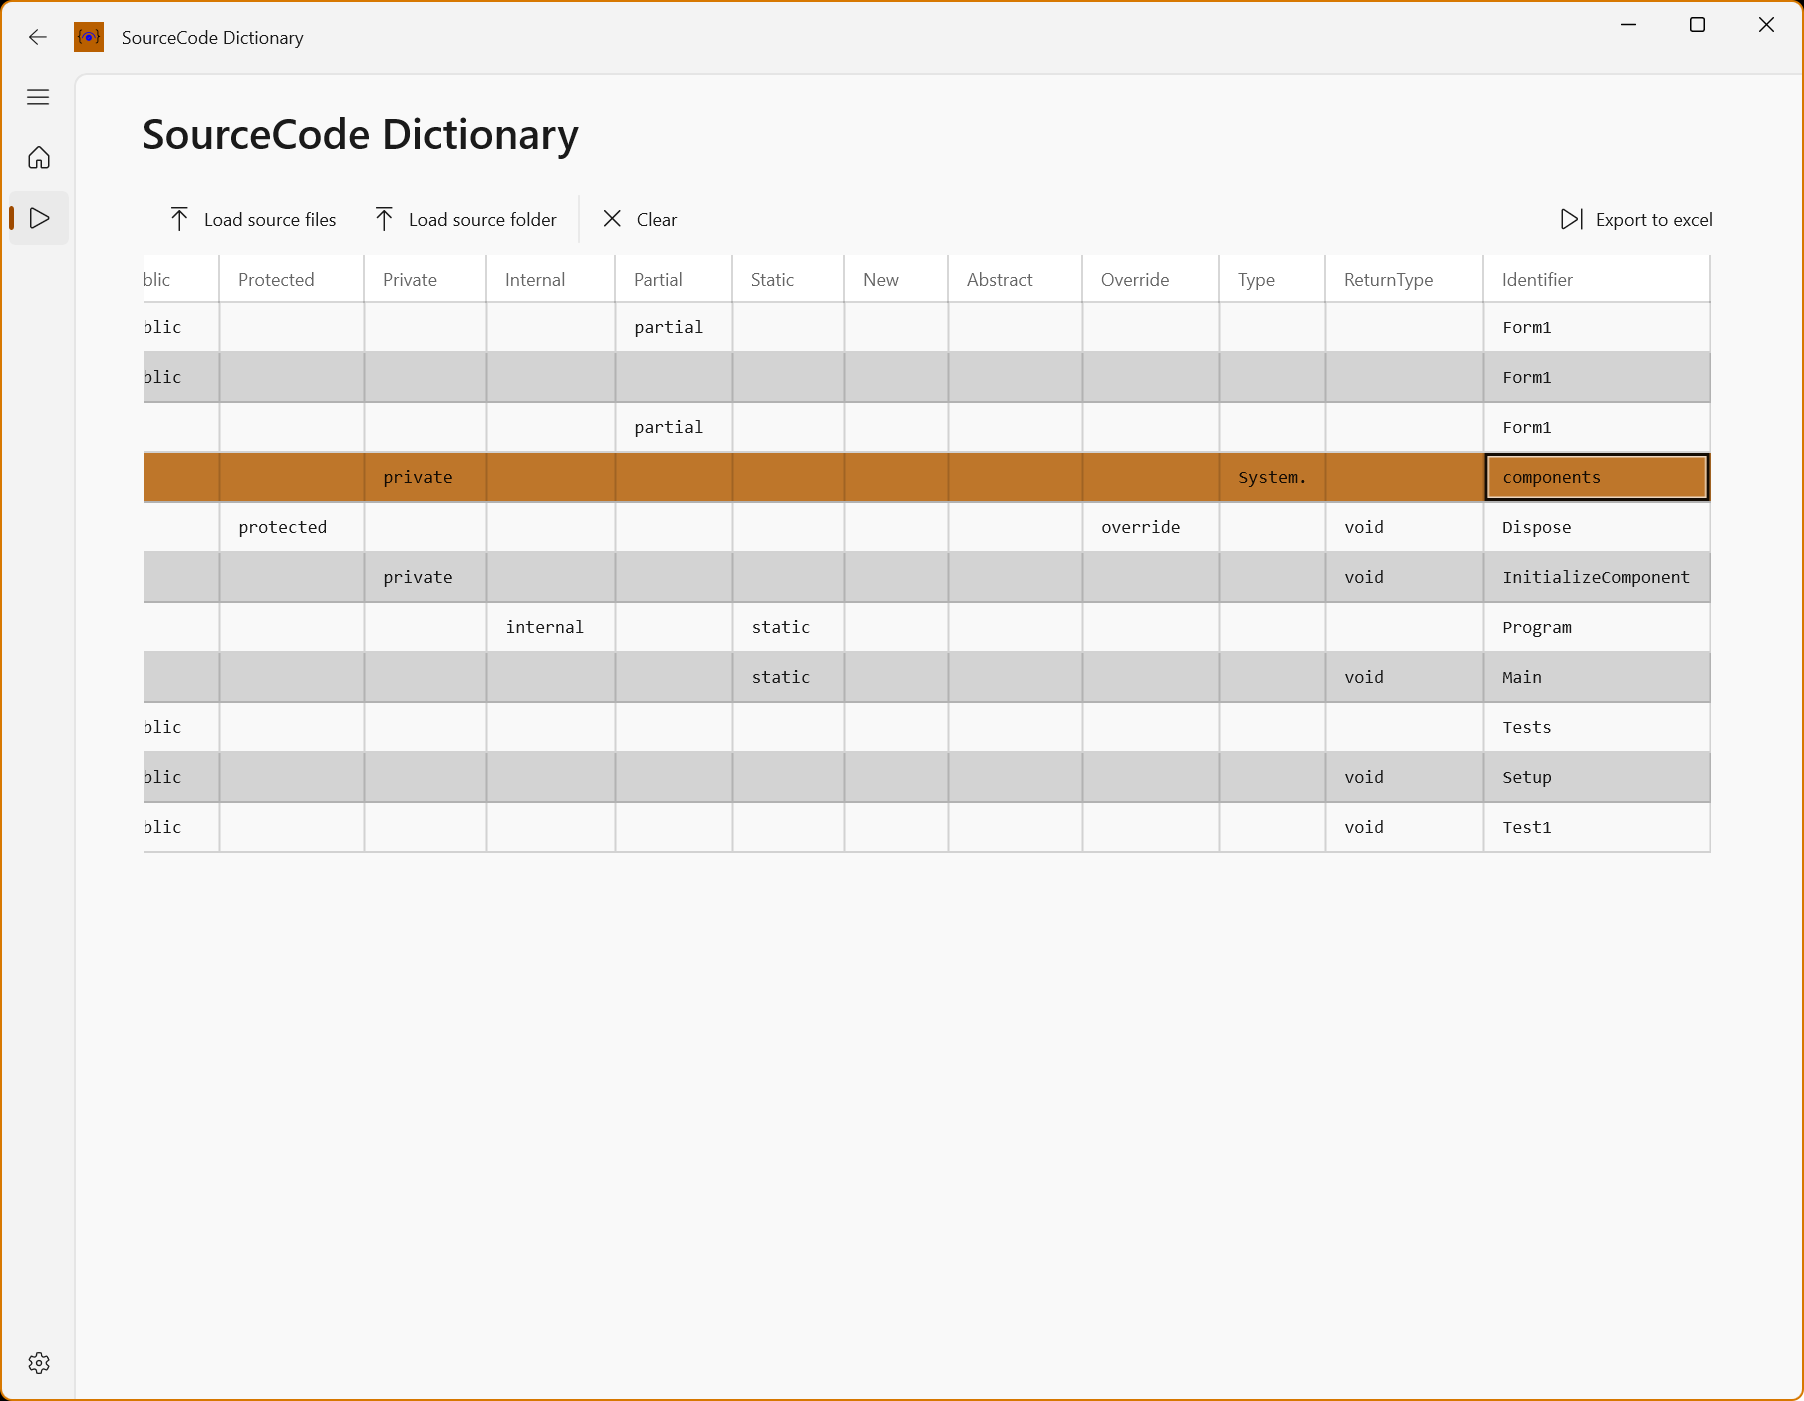 SourceCode Dictionary
SourceCode Dictionary
Load source files Load source folder Clear Export to excel
blic Protected Private Internal Partial Static New Abstract Override Type ReturnType Identifier
blic partial Form1
blic Form1
partial Form1
private System. components
protected override void Dispose
private void InitializeComponent
internal static Program
static void Main
blic Tests
blic void Setup
blic void Test1